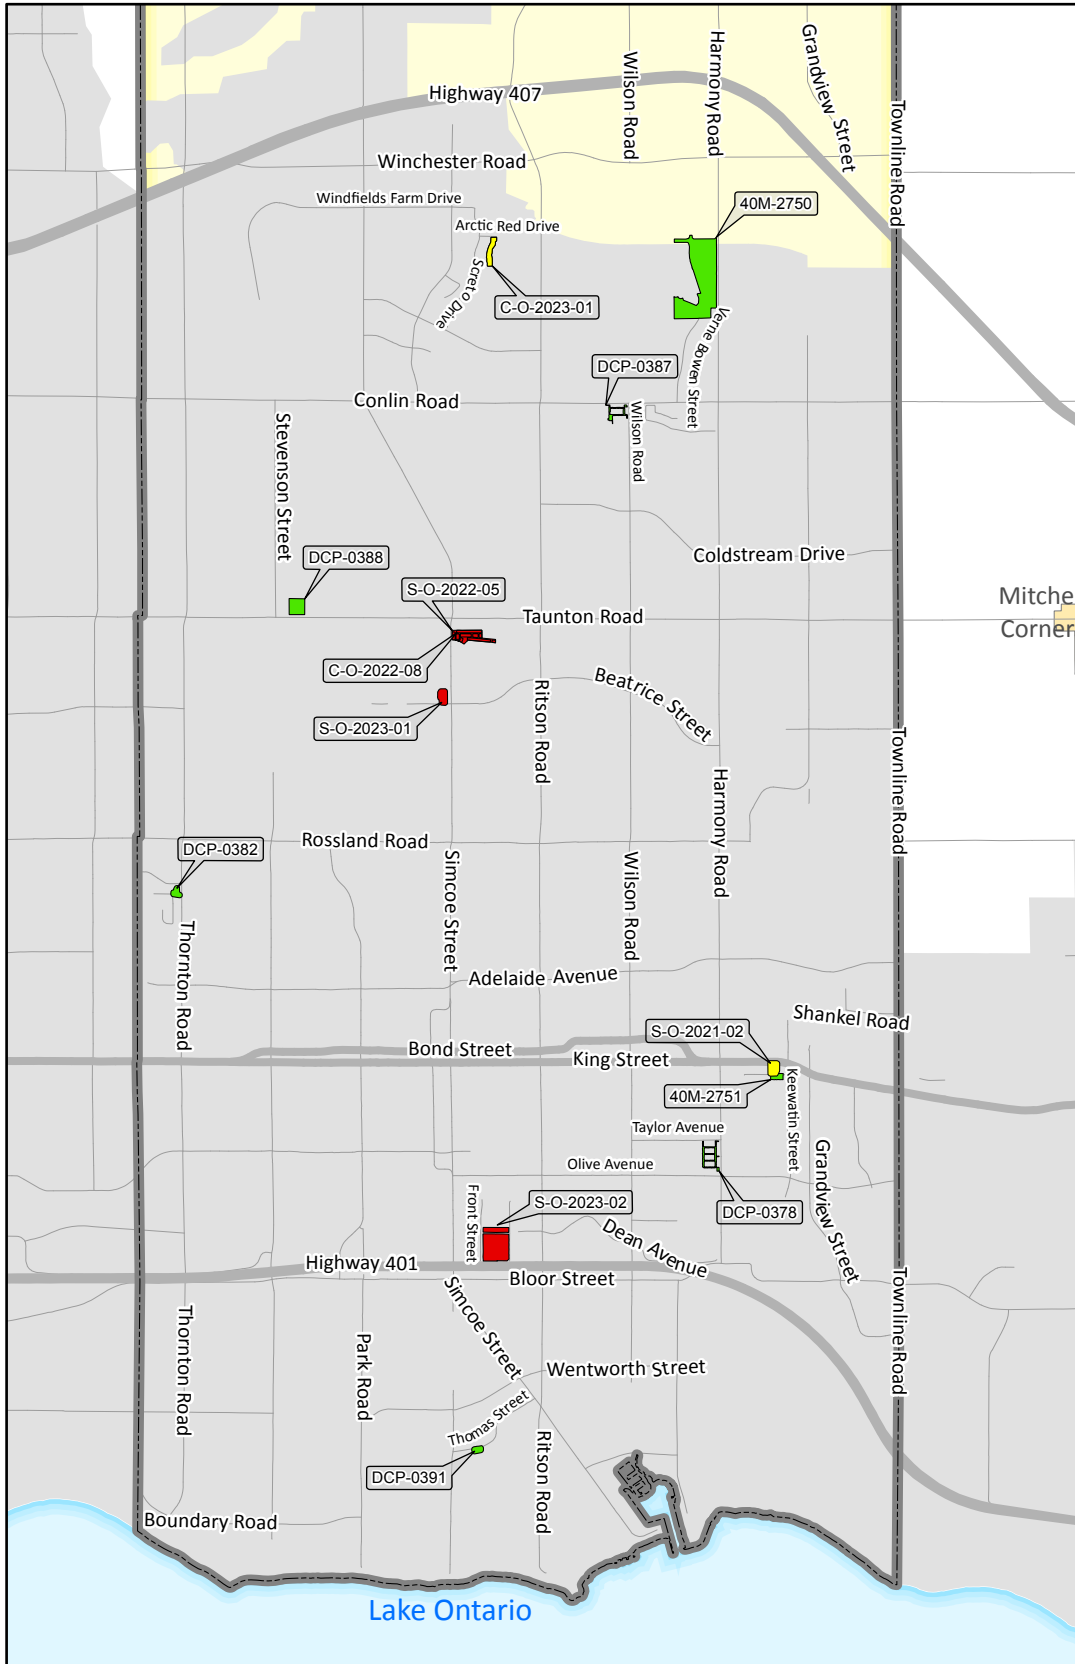 Grandview Street
Wilson Road
Harmony Road
Highway 407
Townline Road
Winchester Road
Windfields Farm Drive
40M-2750
Arctic Red Drive
Screto Drive
C-O-2023-01
Verne Bowen Street
DCP-0387
Conlin Road
Wilson Road
Stevenson Street
DCP-0388
Coldstream Drive
S-O-2022-05
Mitche
Corner
Taunton Road
C-O-2022-08
Beatrice Street
Ritson Road
S-O-2023-01
Townline Road
Harmony Road
Rossland Road
DCP-0382
Simcoe Street
Wilson Road
Thornton Road
Adelaide Avenue
Shankel Road
S-O-2021-02
Bond Street
King Street
40M-2751
Keewatin Street
Taylor Avenue
Grandview Street
Olive Avenue
Front Street
S-O-2023-02
DCP-0378
Dean Avenue
Highway 401
Bloor Street
Townline Road
Simcoe Street
Thornton Road
Park Road
Wentworth Street
Thomas Street
Ritson Road
DCP-0391
Boundary Road
Lake Ontario